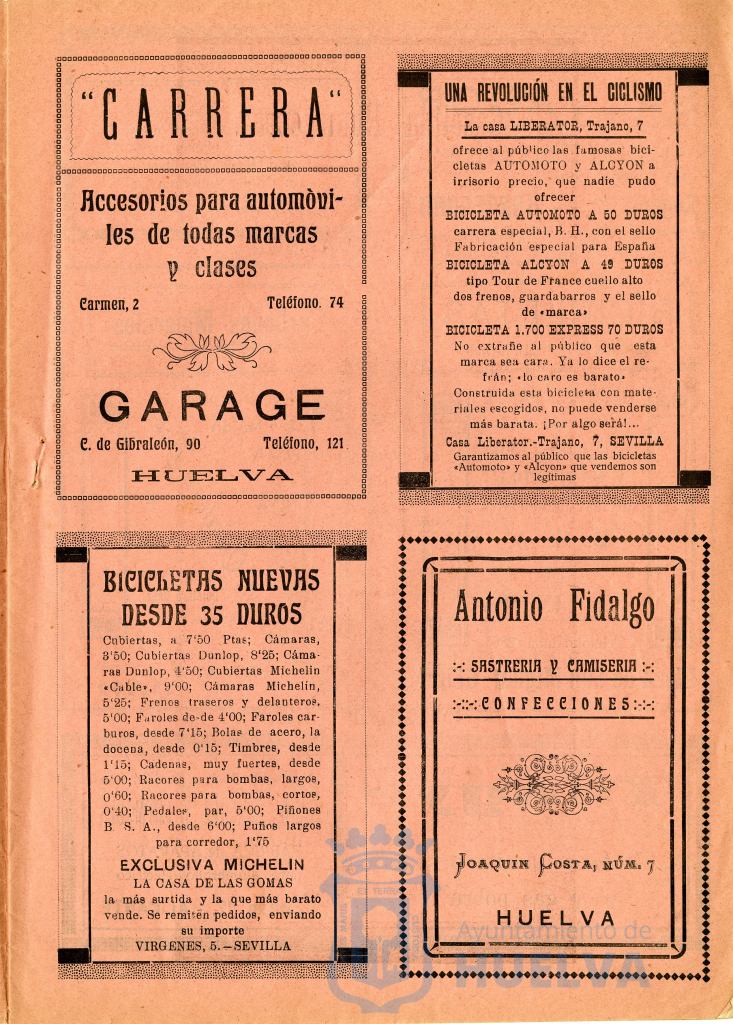 "CARRERA"
Accesorios para automòvi-
les de todas marcas
y clases
Carmen, 2 Teléfono. 74
GARAGE
C. de Gibraleón, 90 Teléfono, 121
HUELVA
UNA REVOLUCIÓN EN EL CICLISMO
La casa LIBERATOR, Trajano, 7
ofrece al púb'ico las famosas bici-
cletas AUTOMOTO y ALCYON a
irrisorio precio, que nadie pudo
ofrecer
BICICLETA AUTOMOTO A 50 DUROS
carrera especial, B. H., con el sello
Fabricación especial para España
BICICLETA ALCYON A 49 DUROS
tipo Tour de France cuello alto
dos frenos, guardabarros y el sello
de «marca»
BICICLETA 1.700 EXPRESS 70 DUROS
No extrañe al público que esta
marca sea cara. Ya lo dice el re-
frán; «lo caro es barato»
Construida esta bicicleta con mate-
riales escogidos, no puede venderse
más barata. ¡Por algo será!...
Casa Liberator.-Trajano, 7, SEVILLA
Garantizamos al público que las bicicletas
«Automoto» y «Alcyon» que vendemos son
legítimas
BICICLETAS NUEVAS
DESDE 35 DUROS
Cubiertas, a 7'50 Ptas; Cámaras,
3'50; Cubiertas Dunlop, 8'25; Cáma-
ras Dunlop, 4'50; Cubiertas Michelin
«Cable», 9'00; Cámaras Michelin,
5'25; Frenos traseros y delanteros,
5'00; Faroles de-de 4'00; Faroles car-
buros, desde 7'15; Bolas de acero, la
docena, desde 0'15; Timbres, desde
1'15; Cadenas, muy fuertes, desde
5'00; Racores para bombas, largos,
0'60; Racores para bombas, cortos,
0'40; Pedales, par, 5'00; Piñones
B. S. A., desde 6'00; Puños largos
para corredor, 1'75
EXCLUSIVA MICHELIN
LA CASA DE LAS GOMAS
la más surtida y la que más barato
vende. Se remiten pedidos, enviando
su importe
VIRGENES, 5.—SEVILLA
Antonio Fidalgo
:-: SASTRERIA Y CAMISERIA :-:
:-::-: CONFECCIONES :-::-:
JOAQUIN COSTA, NÚM. 7
HUELVA
Ayuntamiento de
HUELVA